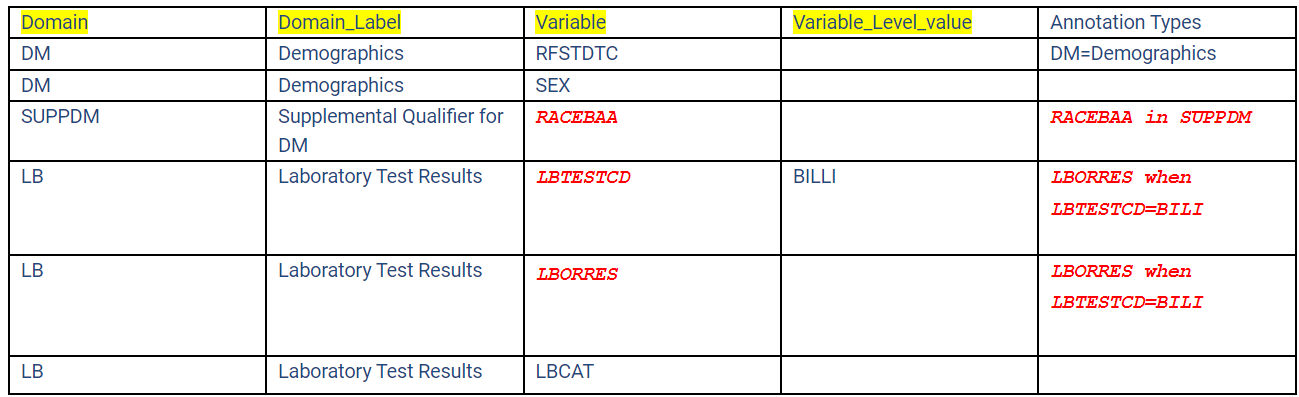 Domain Domain_Label Variable Variable_Level_value Annotation Types
DM Demographics RFSTDTC DM=Demographics
DM Demographics SEX
SUPPDM Supplemental Qualifier for RACEBAA RACEBAA in SUPPDM
DM
LB Laboratory Test Results LBTESTCD BILLI LBORRES when
LBTESTCD=BILI
LB Laboratory Test Results LBORRES LBORRES when
LBTESTCD=BILI
LB Laboratory Test Results LBCAT